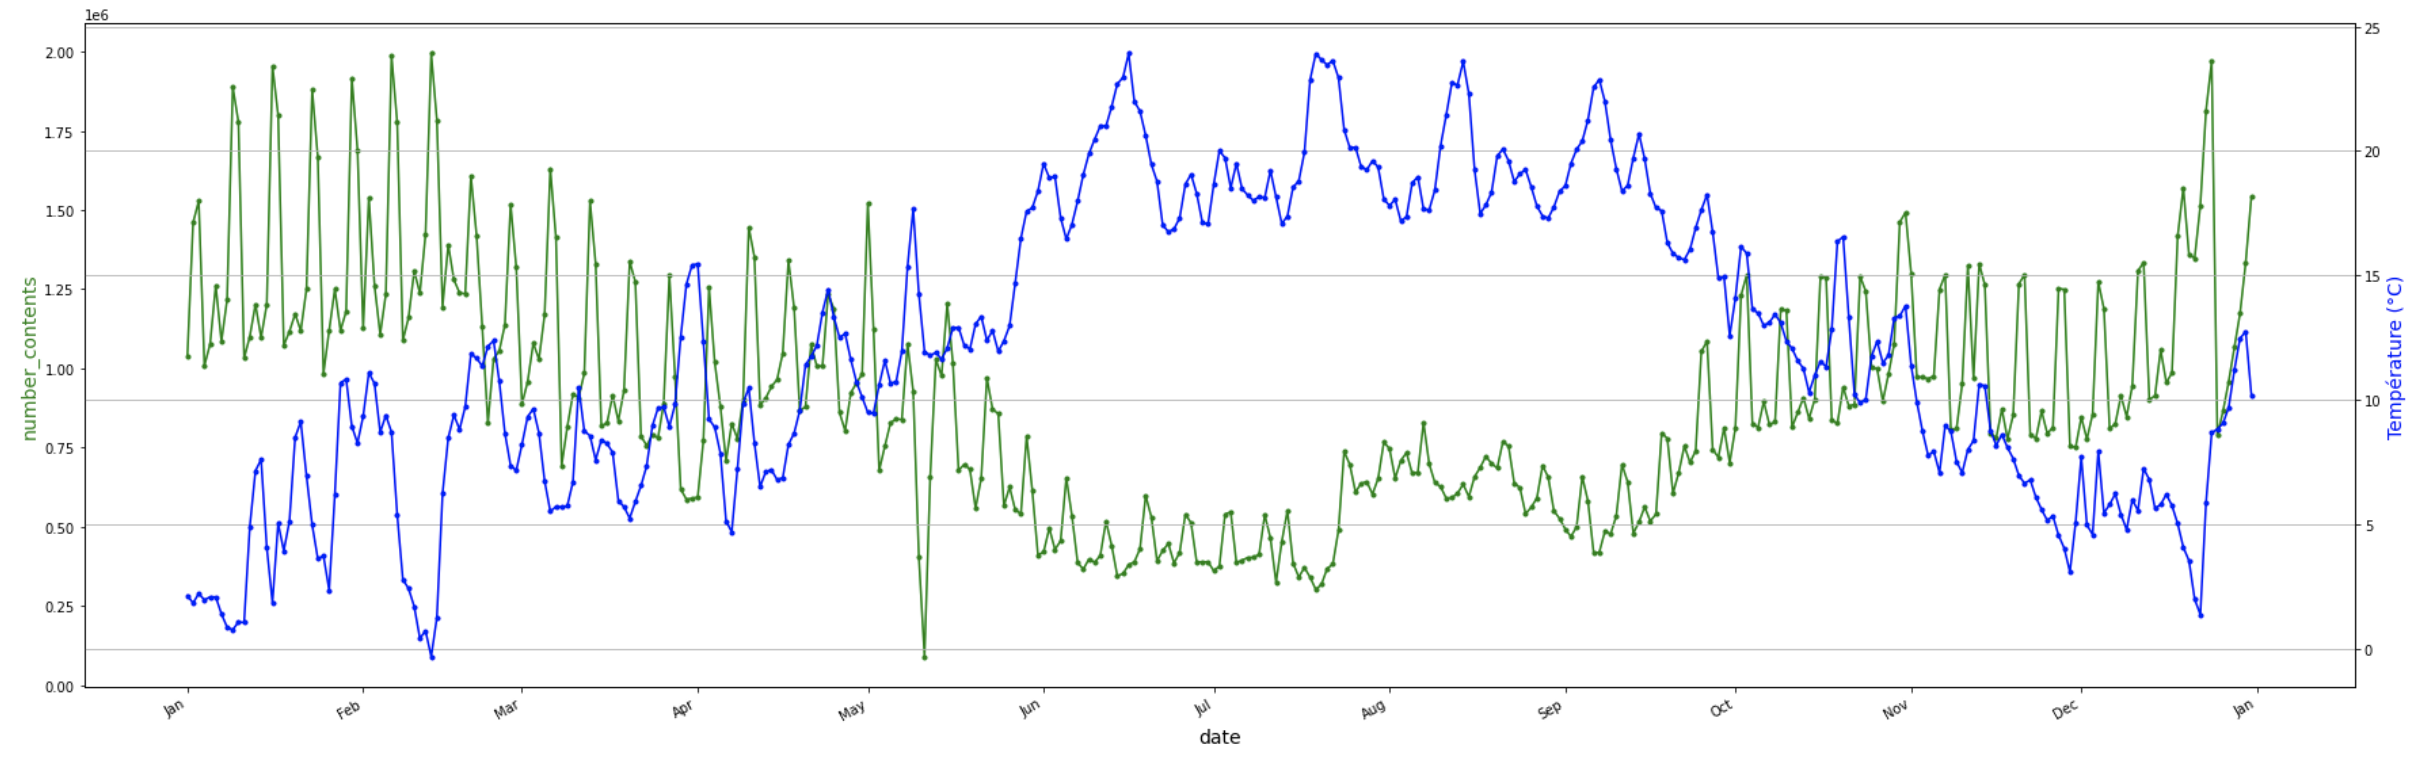 1e6
2.00
1.75
1.50
1.25
1.00
0.75
0.50
0.25
0.00
number_contents
25
20
15
10
5
0
Température (°C)
Jan
Feb
Mar
Apr
May
Jun
Jul
Aug
Sep
Oct
Nov
Dec
Jan
date